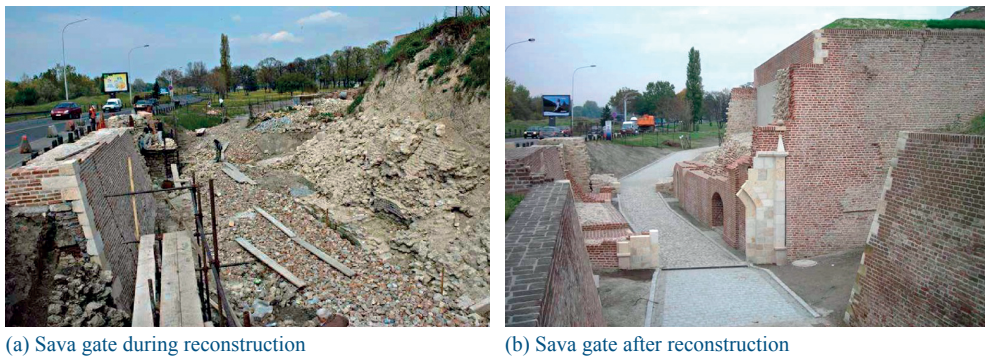 (a) Sava gate during reconstruction
(b) Sava gate after reconstruction